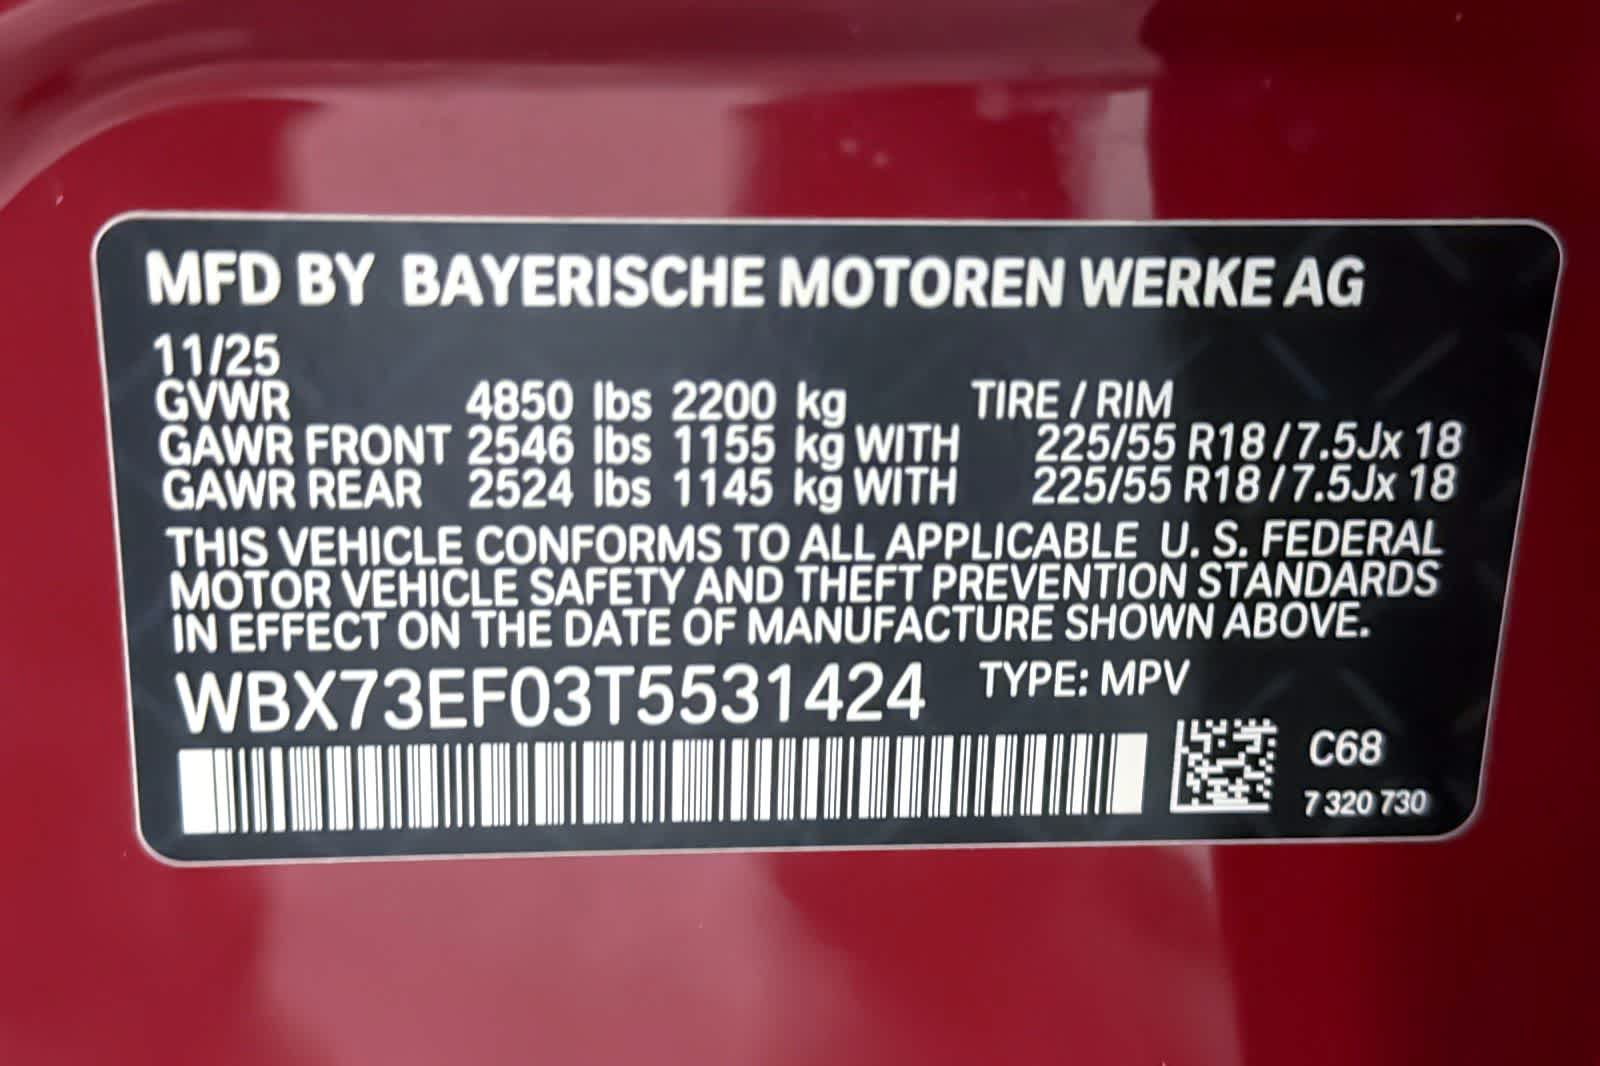 MFD BY BAYERISCHE MOTOREN WERKE AG
11/25
GVWR 4850 lbs 2200 kg TIRE / RIM
GAWR FRONT 2546 lbs 1155 kg WITH 225/55 R18 / 7.5Jx 18
GAWR REAR 2524 lbs 1145 kg WITH 225/55 R18 / 7.5Jx 18
THIS VEHICLE CONFORMS TO ALL APPLICABLE U. S. FEDERAL
MOTOR VEHICLE SAFETY AND THEFT PREVENTION STANDARDS
IN EFFECT ON THE DATE OF MANUFACTURE SHOWN ABOVE.
WBX73EF03T5531424 TYPE: MPV
C68
7 320 730